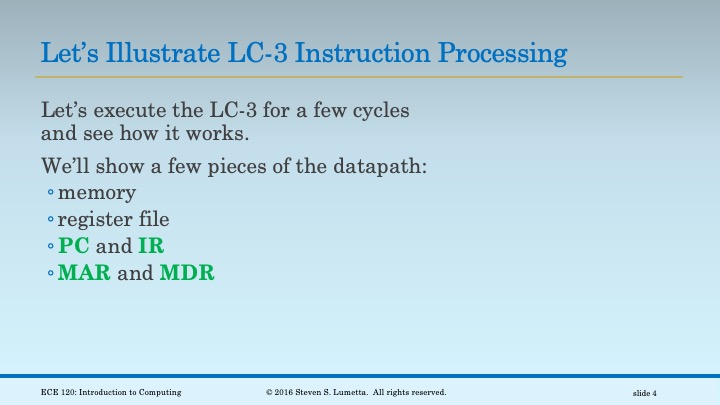 Let's Illustrate LC-3 Instruction Processing
Let's execute the LC-3 for a few cycles
and see how it works.
We'll show a few pieces of the datapath:
◦memory
◦register file
◦PC and IR
◦MAR and MDR
ECE 120: Introduction to Computing © 2016 Steven S. Lumetta. All rights reserved. slide 4